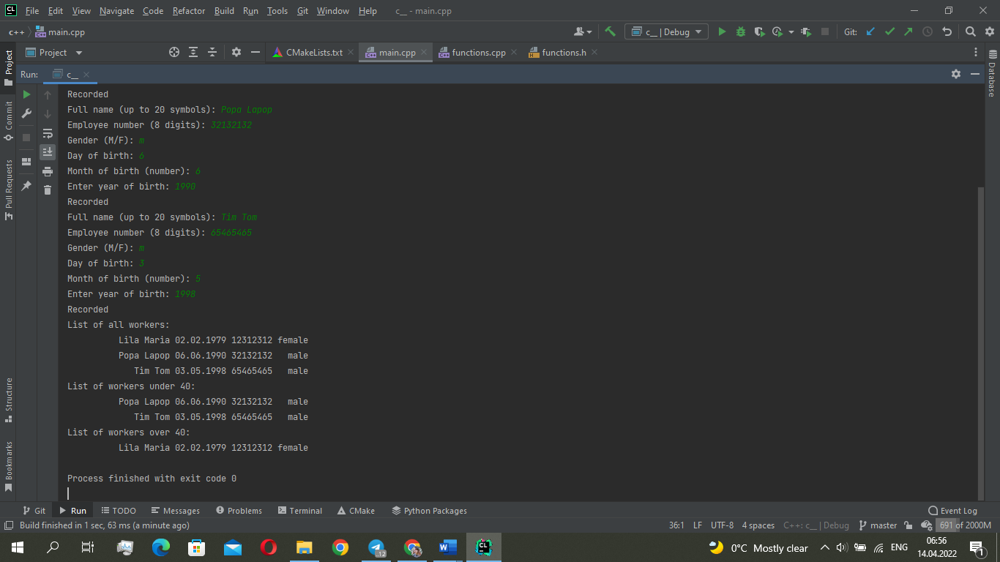 File Edit View Navigate Code Refactor Build Run Tools Git Window Help c__ - main.cpp
c++ main.cpp c__ | Debug Git:
Project CMakeLists.txt main.cpp functions.cpp functions.h
Run: c__
Recorded
Full name (up to 20 symbols): Popa Lapop
Employee number (8 digits): 32132132
Gender (M/F): m
Day of birth: 6
Month of birth (number): 6
Enter year of birth: 1990
Recorded
Full name (up to 20 symbols): Tim Tom
Employee number (8 digits): 65465465
Gender (M/F): m
Day of birth: 3
Month of birth (number): 5
Enter year of birth: 1998
Recorded
List of all workers:
Lila Maria 02.02.1979 12312312 female
Popa Lapop 06.06.1990 32132132 male
Tim Tom 03.05.1998 65465465 male
List of workers under 40:
Popa Lapop 06.06.1990 32132132 male
Tim Tom 03.05.1998 65465465 male
List of workers over 40:
Lila Maria 02.02.1979 12312312 female
Process finished with exit code 0
Project
Commit
Pull Requests
Structure
Bookmarks
Database
Git Run TODO Messages Problems Terminal CMake Python Packages Event Log
Build finished in 1 sec, 63 ms (a minute ago) 36:1 LF UTF-8 4 spaces C++: c__ | Debug master 691 of 2000M
0°C Mostly clear ENG 06:56
14.04.2022
12
1